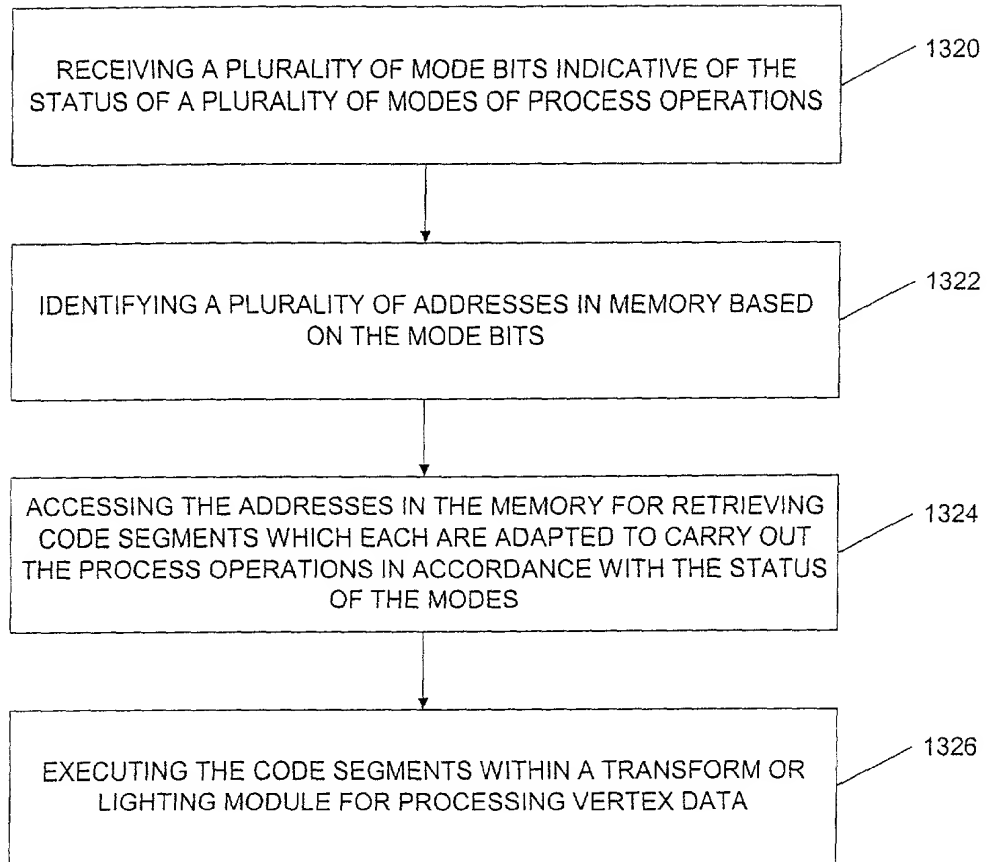 RECEIVING A PLURALITY OF MODE BITS INDICATIVE OF THE
STATUS OF A PLURALITY OF MODES OF PROCESS OPERATIONS
1320
IDENTIFYING A PLURALITY OF ADDRESSES IN MEMORY BASED
ON THE MODE BITS
1322
ACCESSING THE ADDRESSES IN THE MEMORY FOR RETRIEVING
CODE SEGMENTS WHICH EACH ARE ADAPTED TO CARRY OUT
THE PROCESS OPERATIONS IN ACCORDANCE WITH THE STATUS
OF THE MODES
1324
EXECUTING THE CODE SEGMENTS WITHIN A TRANSFORM OR
LIGHTING MODULE FOR PROCESSING VERTEX DATA
1326